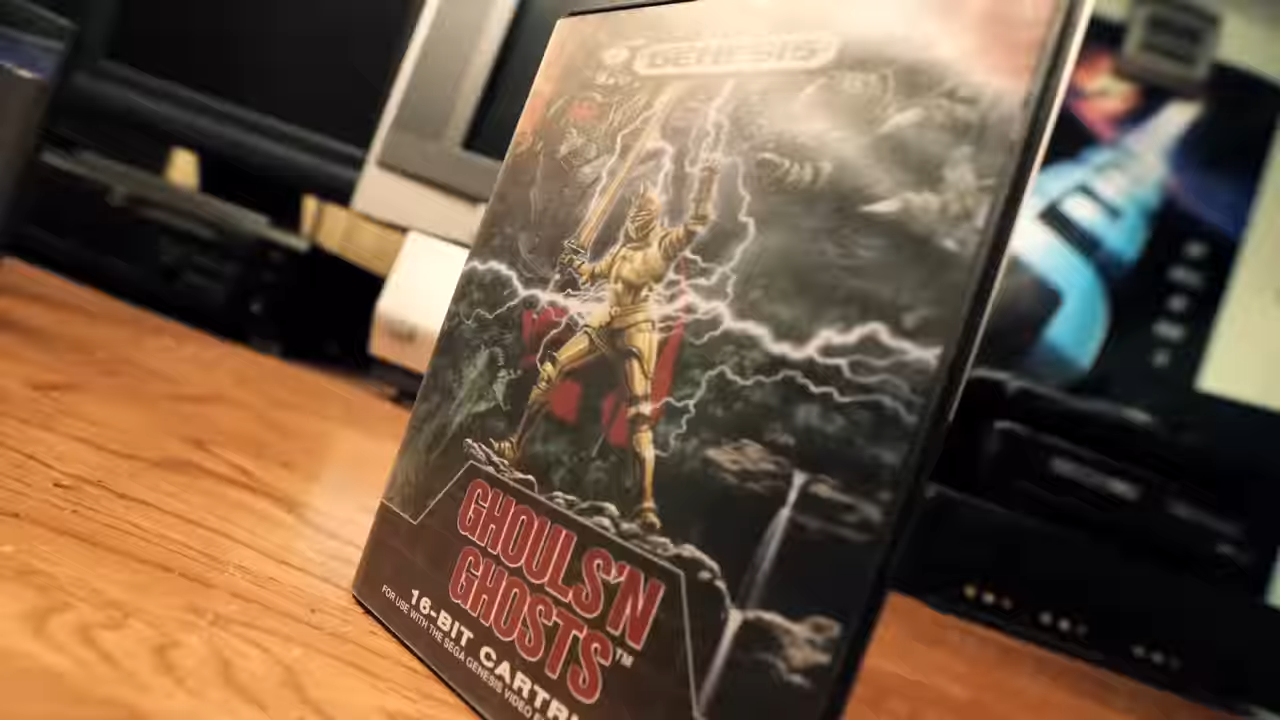 GENESIS
GHOULS'N
GHOSTS™
16-BIT CARTRI
FOR USE WITH THE SEGA GENESIS VIDEO E